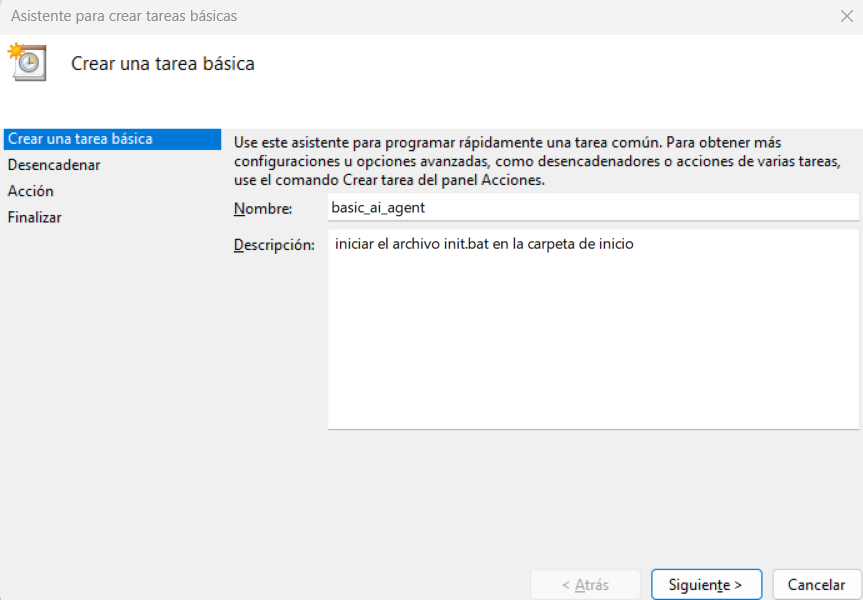 Asistente para crear tareas básicas
Crear una tarea básica
Crear una tarea básica
Desencadenar
Acción
Finalizar
Use este asistente para programar rápidamente una tarea común. Para obtener más
configuraciones u opciones avanzadas, como desencadenadores o acciones de varias tareas,
use el comando Crear tarea del panel Acciones.
Nombre: basic_ai_agent
Descripción: iniciar el archivo init.bat en la carpeta de inicio
< Atrás Siguiente > Cancelar